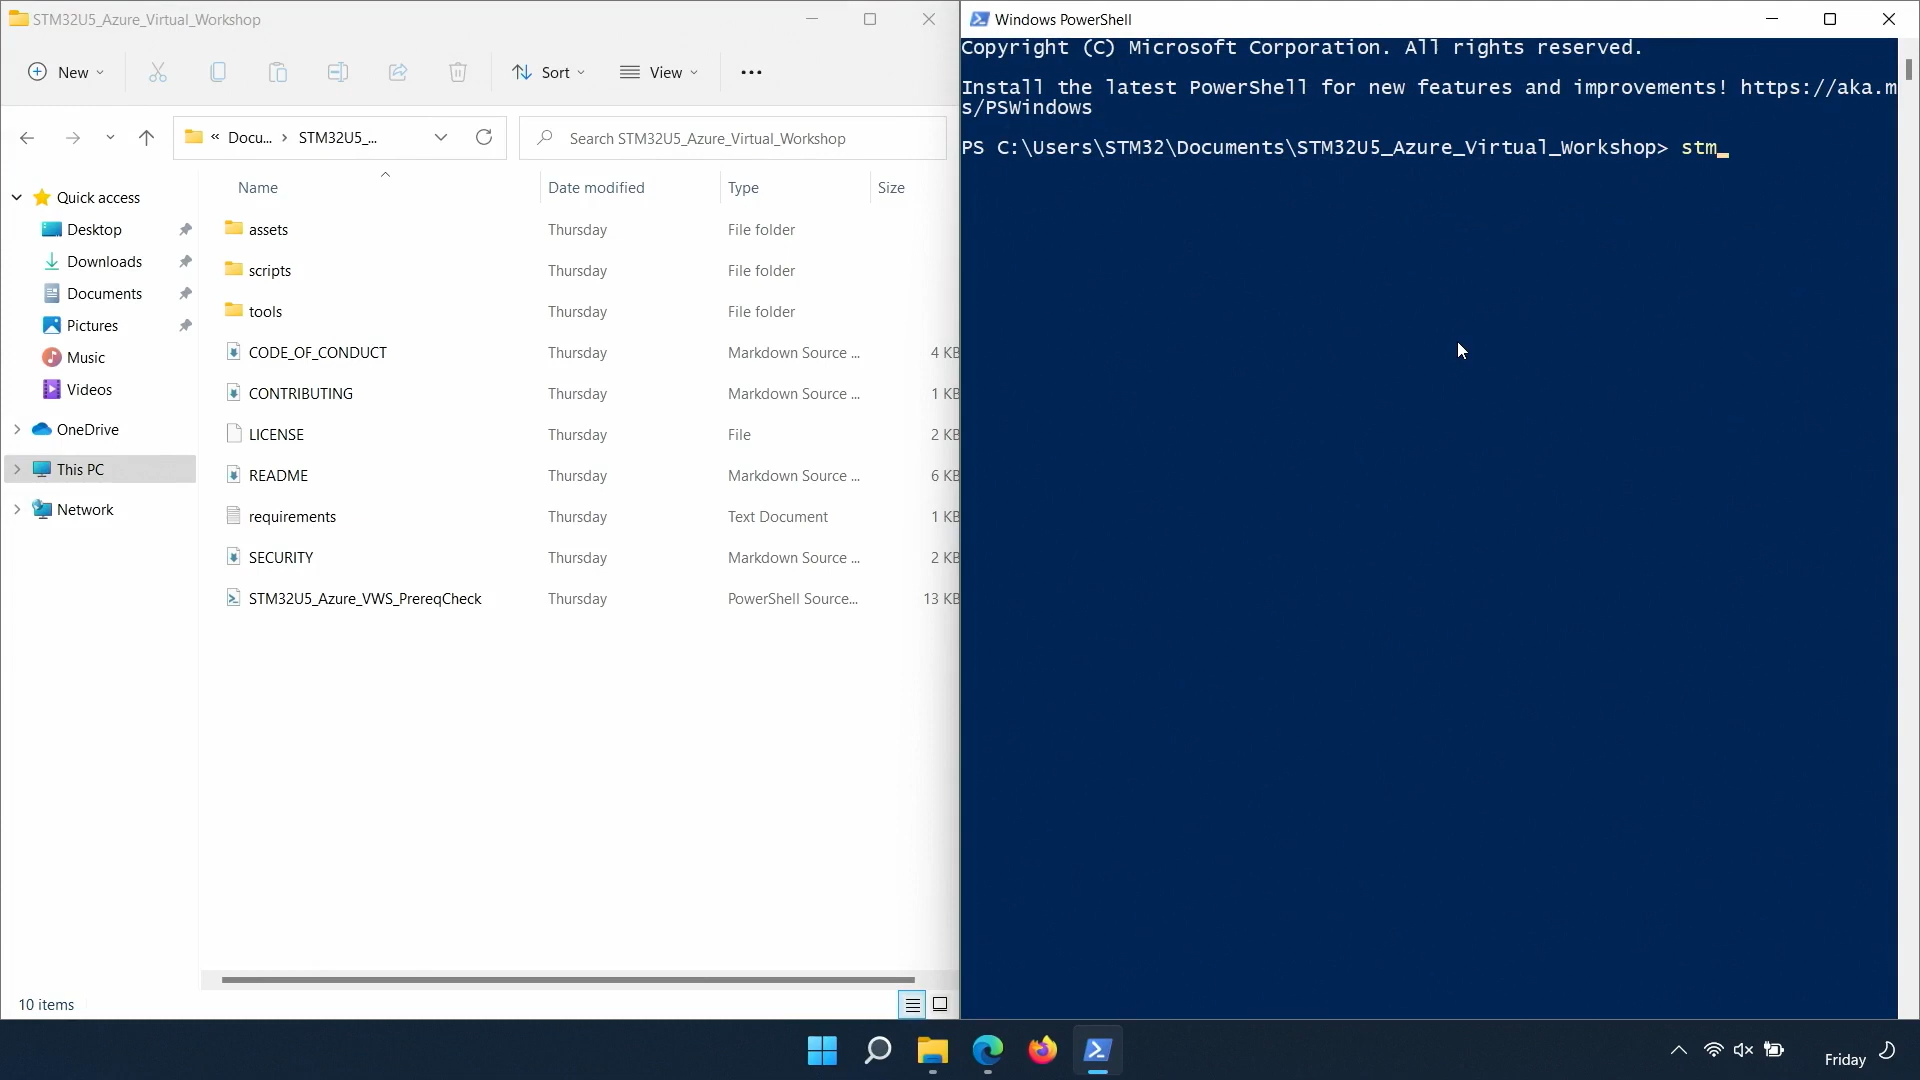 STM32U5_Azure_Virtual_Workshop
New
Sort
View
« Docu... > STM32U5_...
Search STM32U5_Azure_Virtual_Workshop
Quick access
Desktop
Downloads
Documents
Pictures
Music
Videos
OneDrive
This PC
Network
Name Date modified Type Size
assets Thursday File folder
scripts Thursday File folder
tools Thursday File folder
CODE_OF_CONDUCT Thursday Markdown Source ... 4 KB
CONTRIBUTING Thursday Markdown Source ... 1 KB
LICENSE Thursday File 2 KB
README Thursday Markdown Source ... 6 KB
requirements Thursday Text Document 1 KB
SECURITY Thursday Markdown Source ... 2 KB
STM32U5_Azure_VWS_PrereqCheck Thursday PowerShell Source... 13 KB
10 items
Windows PowerShell
Copyright (C) Microsoft Corporation. All rights reserved.
Install the latest PowerShell for new features and improvements! https://aka.m
s/PSWindows
PS C:\Users\STM32\Documents\STM32U5_Azure_Virtual_Workshop> stm_
Friday